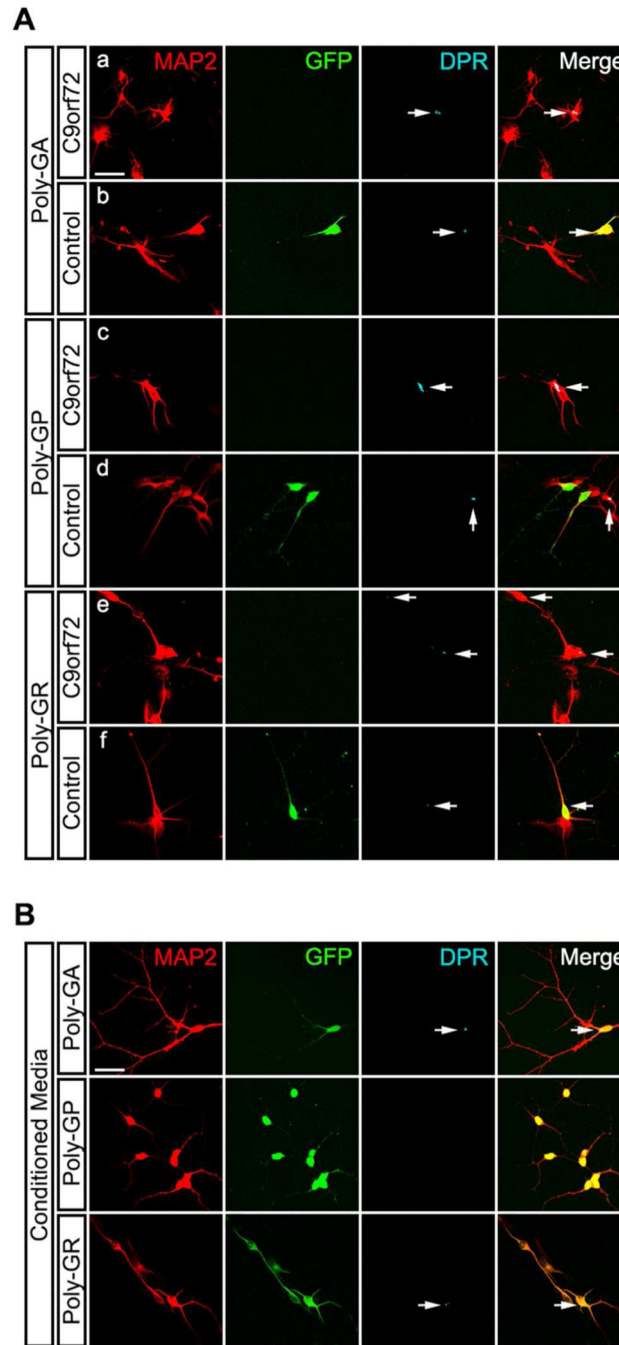 A
a MAP2 GFP DPR Merge
Poly-GA
C9orf72
b
Control
Poly-GP
c
C9orf72
d
Control
Poly-GR
e
C9orf72
f
Control
B
MAP2 GFP DPR Merge
Conditioned Media
Poly-GA
Poly-GP
Poly-GR